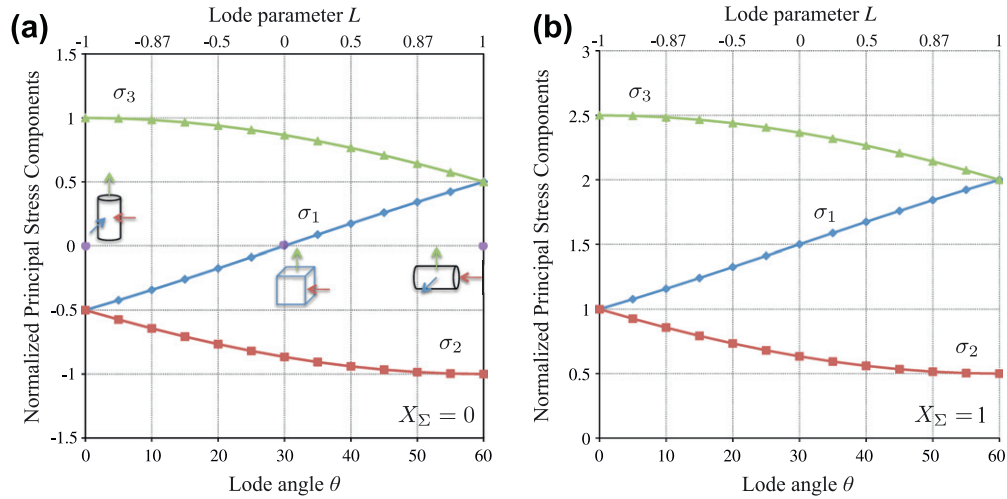 (a)
Lode parameter L
-1 -0.87 -0.5 0 0.5 0.87 1
Normalized Principal Stress Components
1.5
1
0.5
0
-0.5
-1
-1.5
σ3
σ1
σ2
XΣ = 0
0 10 20 30 40 50 60
Lode angle θ
(b)
Lode parameter L
-1 -0.87 -0.5 0 0.5 0.87 1
Normalized Principal Stress Components
3
2.5
2
1.5
1
0.5
0
σ3
σ1
σ2
XΣ = 1
0 10 20 30 40 50 60
Lode angle θ